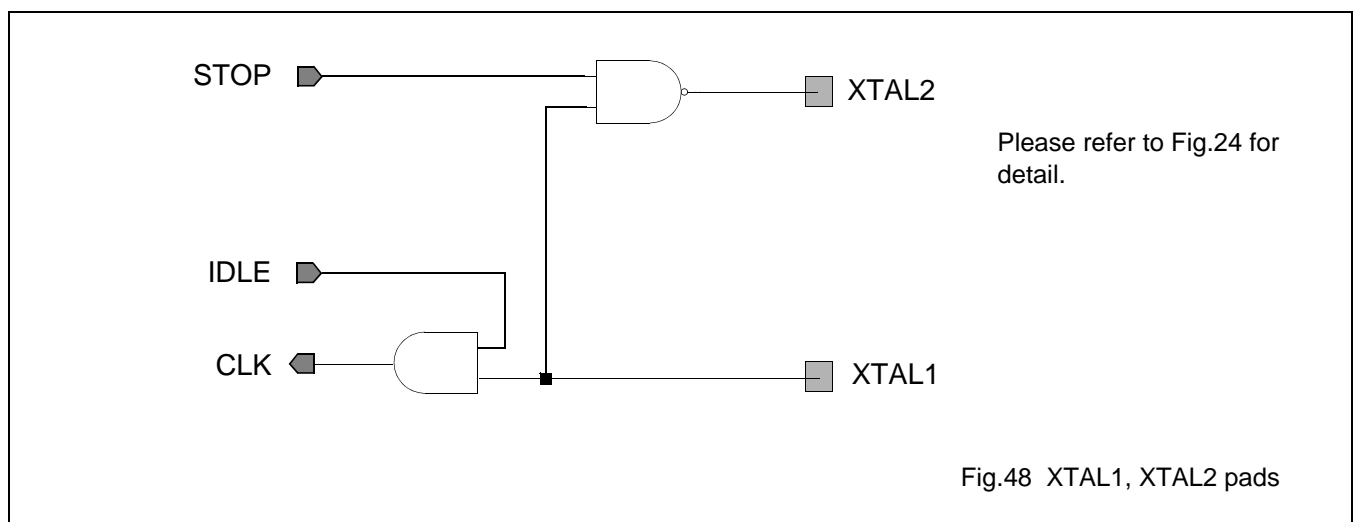 STOP
XTAL2
Please refer to Fig.24 for
detail.
IDLE
CLK
XTAL1
Fig.48 XTAL1, XTAL2 pads